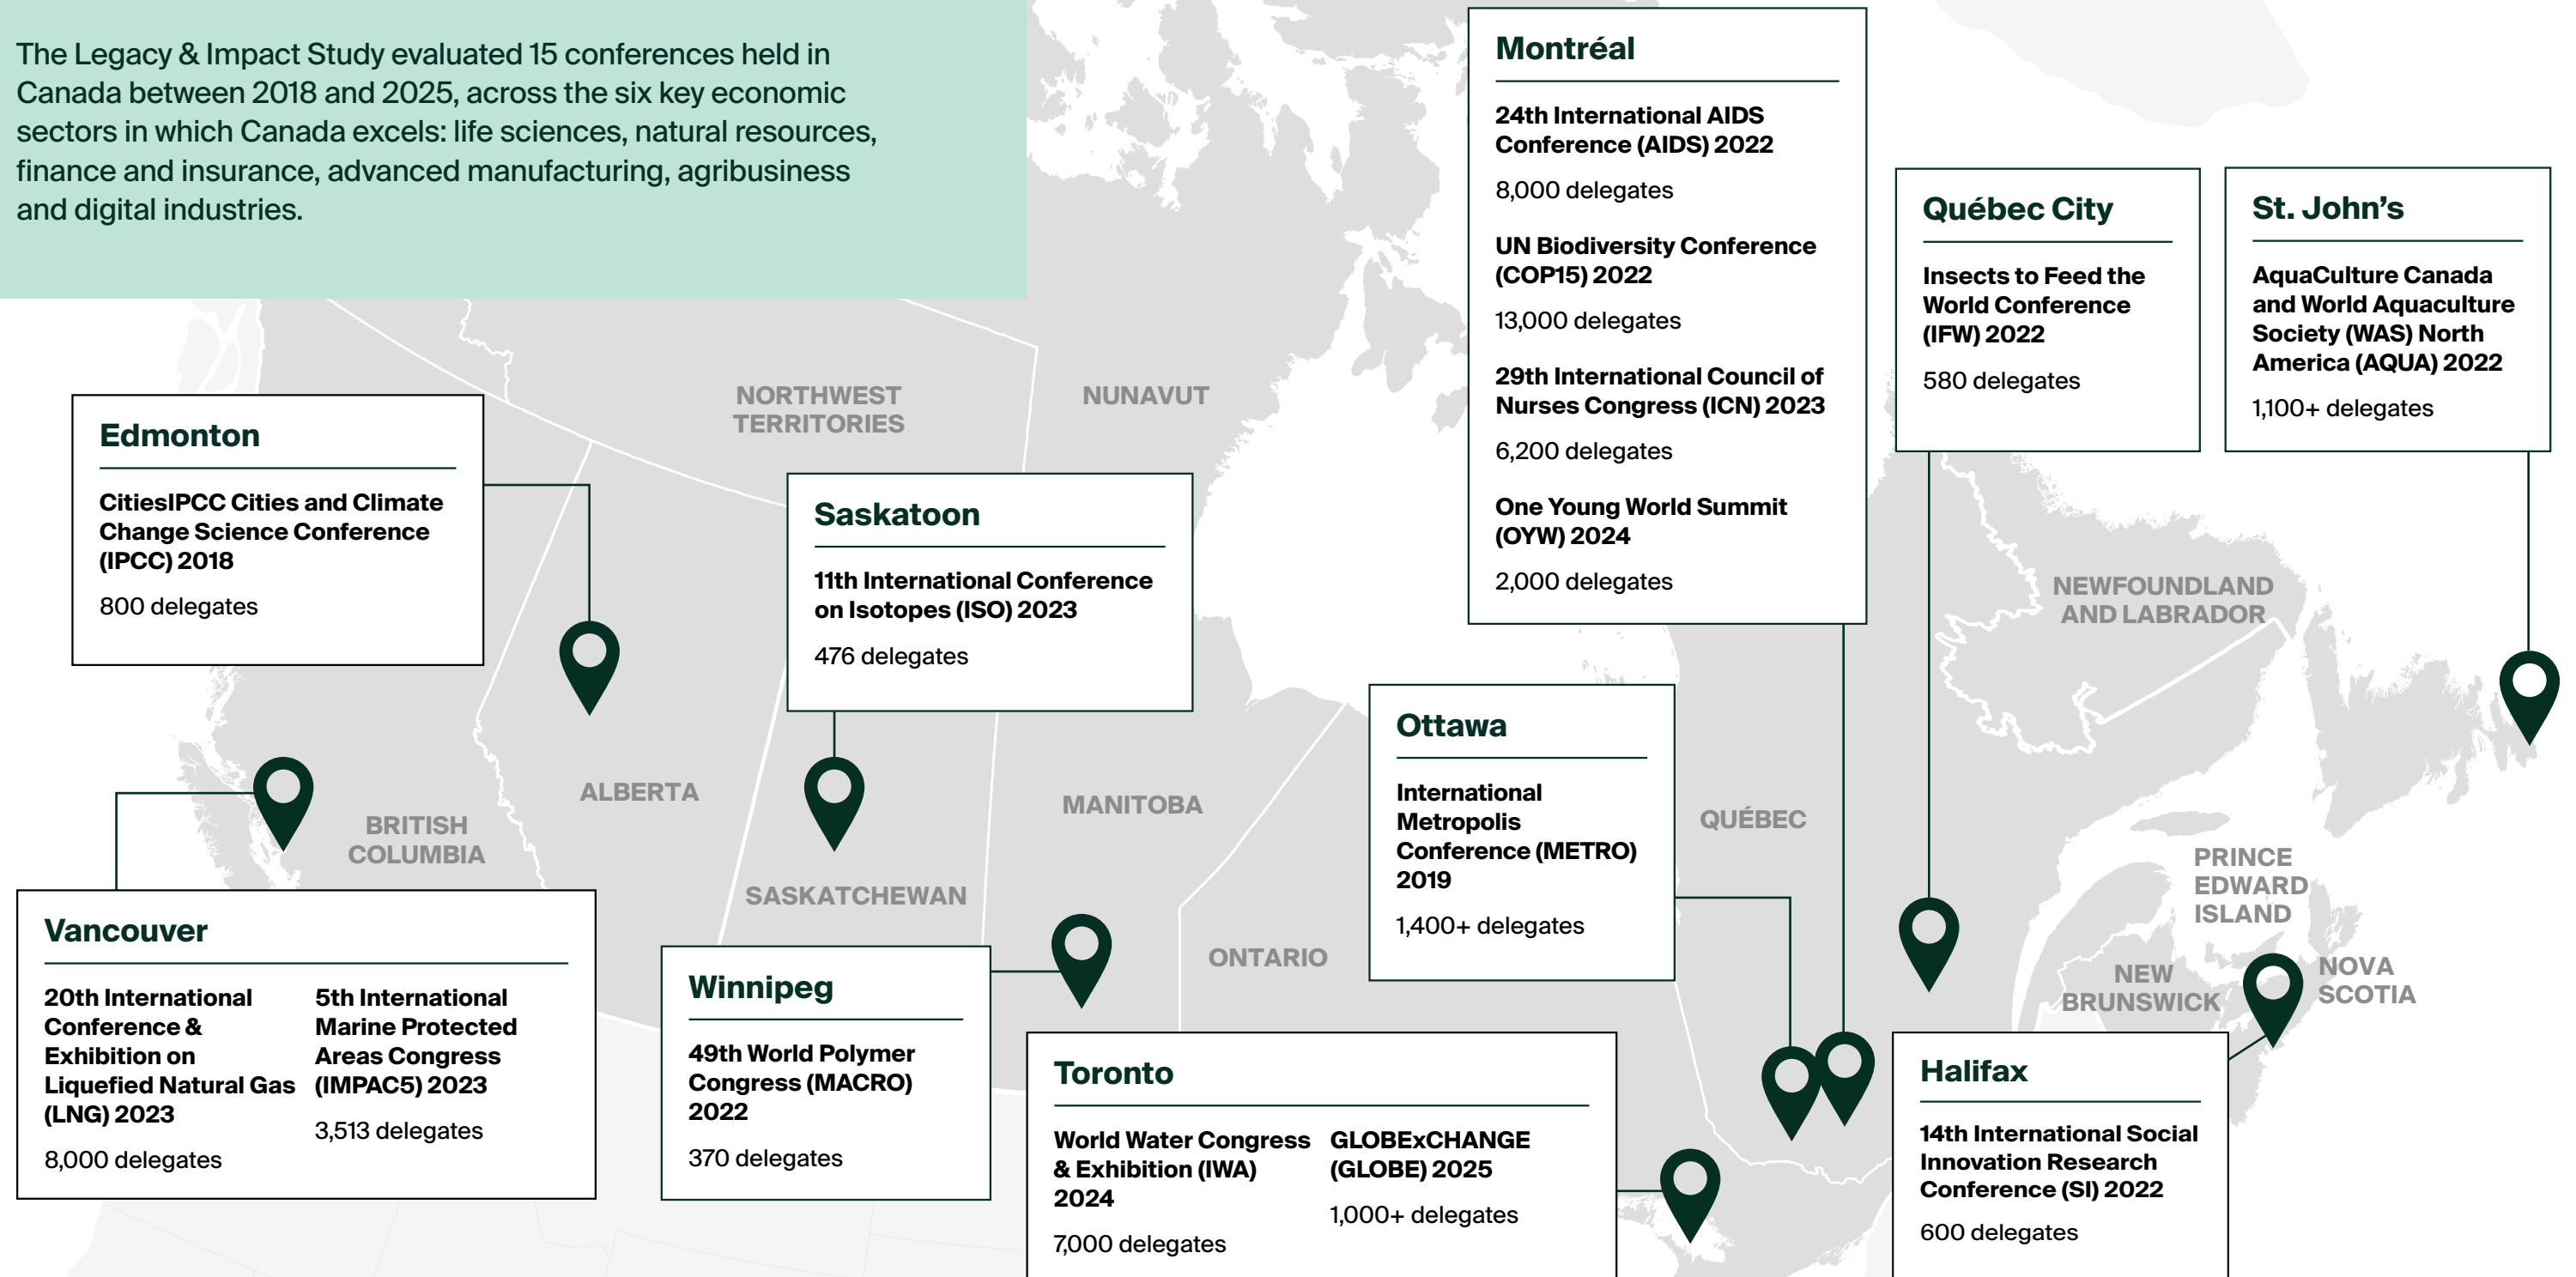 The Legacy & Impact Study evaluated 15 conferences held in
Canada between 2018 and 2025, across the six key economic
sectors in which Canada excels: life sciences, natural resources,
finance and insurance, advanced manufacturing, agribusiness
and digital industries.
Montréal
24th International AIDS
Conference (AIDS) 2022
8,000 delegates
UN Biodiversity Conference
(COP15) 2022
13,000 delegates
29th International Council of
Nurses Congress (ICN) 2023
6,200 delegates
One Young World Summit
(OYW) 2024
2,000 delegates
Québec City
Insects to Feed the
World Conference
(IFW) 2022
580 delegates
St. John's
AquaCulture Canada
and World Aquaculture
Society (WAS) North
America (AQUA) 2022
1,100+ delegates
NORTHWEST
TERRITORIES
NUNAVUT
Edmonton
CitiesIPCC Cities and Climate
Change Science Conference
(IPCC) 2018
800 delegates
Saskatoon
11th International Conference
on Isotopes (ISO) 2023
476 delegates
NEWFOUNDLAND
AND LABRADOR
Ottawa
International
Metropolis
Conference (METRO)
2019
1,400+ delegates
ALBERTA
MANITOBA
BRITISH
COLUMBIA
QUÉBEC
SASKATCHEWAN
ONTARIO
PRINCE
EDWARD
ISLAND
NEW
BRUNSWICK
NOVA
SCOTIA
Vancouver
20th International
Conference &
Exhibition on
Liquefied Natural Gas
(LNG) 2023
8,000 delegates
5th International
Marine Protected
Areas Congress
(IMPAC5) 2023
3,513 delegates
Winnipeg
49th World Polymer
Congress (MACRO)
2022
370 delegates
Toronto
World Water Congress
& Exhibition (IWA)
2024
7,000 delegates
GLOBExCHANGE
(GLOBE) 2025
1,000+ delegates
Halifax
14th International Social
Innovation Research
Conference (SI) 2022
600 delegates